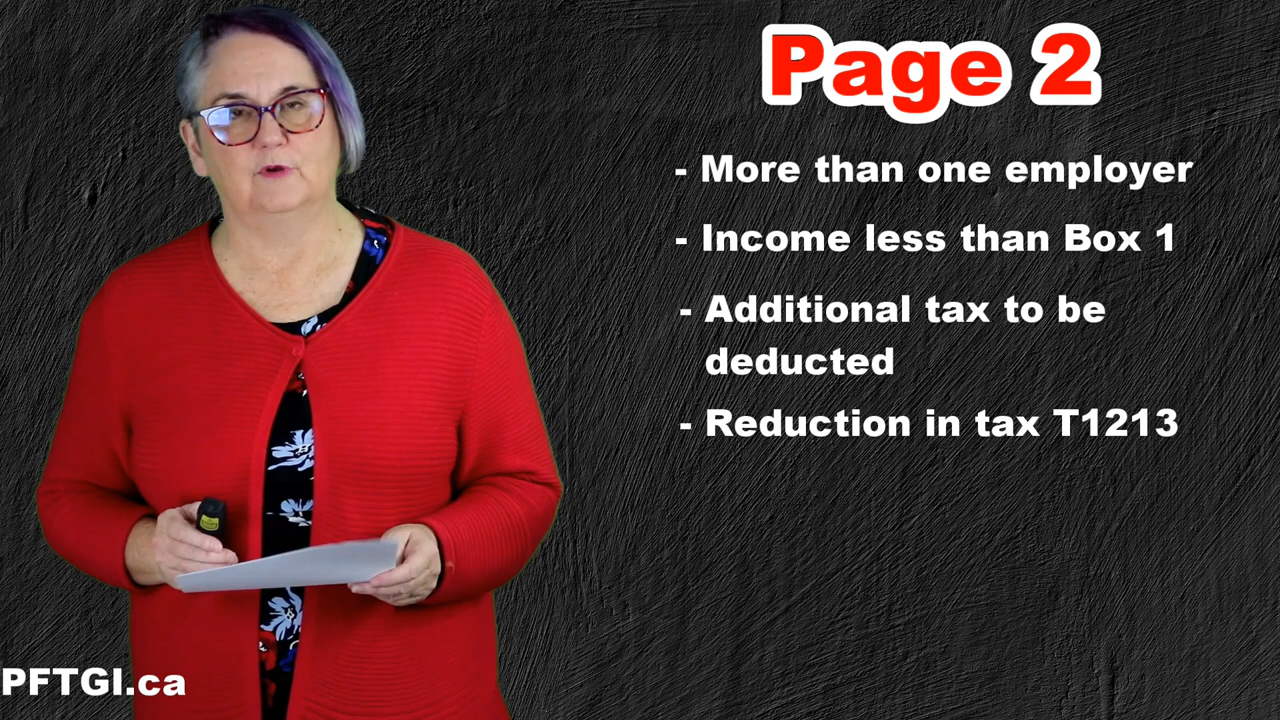 Page 2
- More than one employer
- Income less than Box 1
- Additional tax to be
deducted
- Reduction in tax T1213
PFTGI.ca